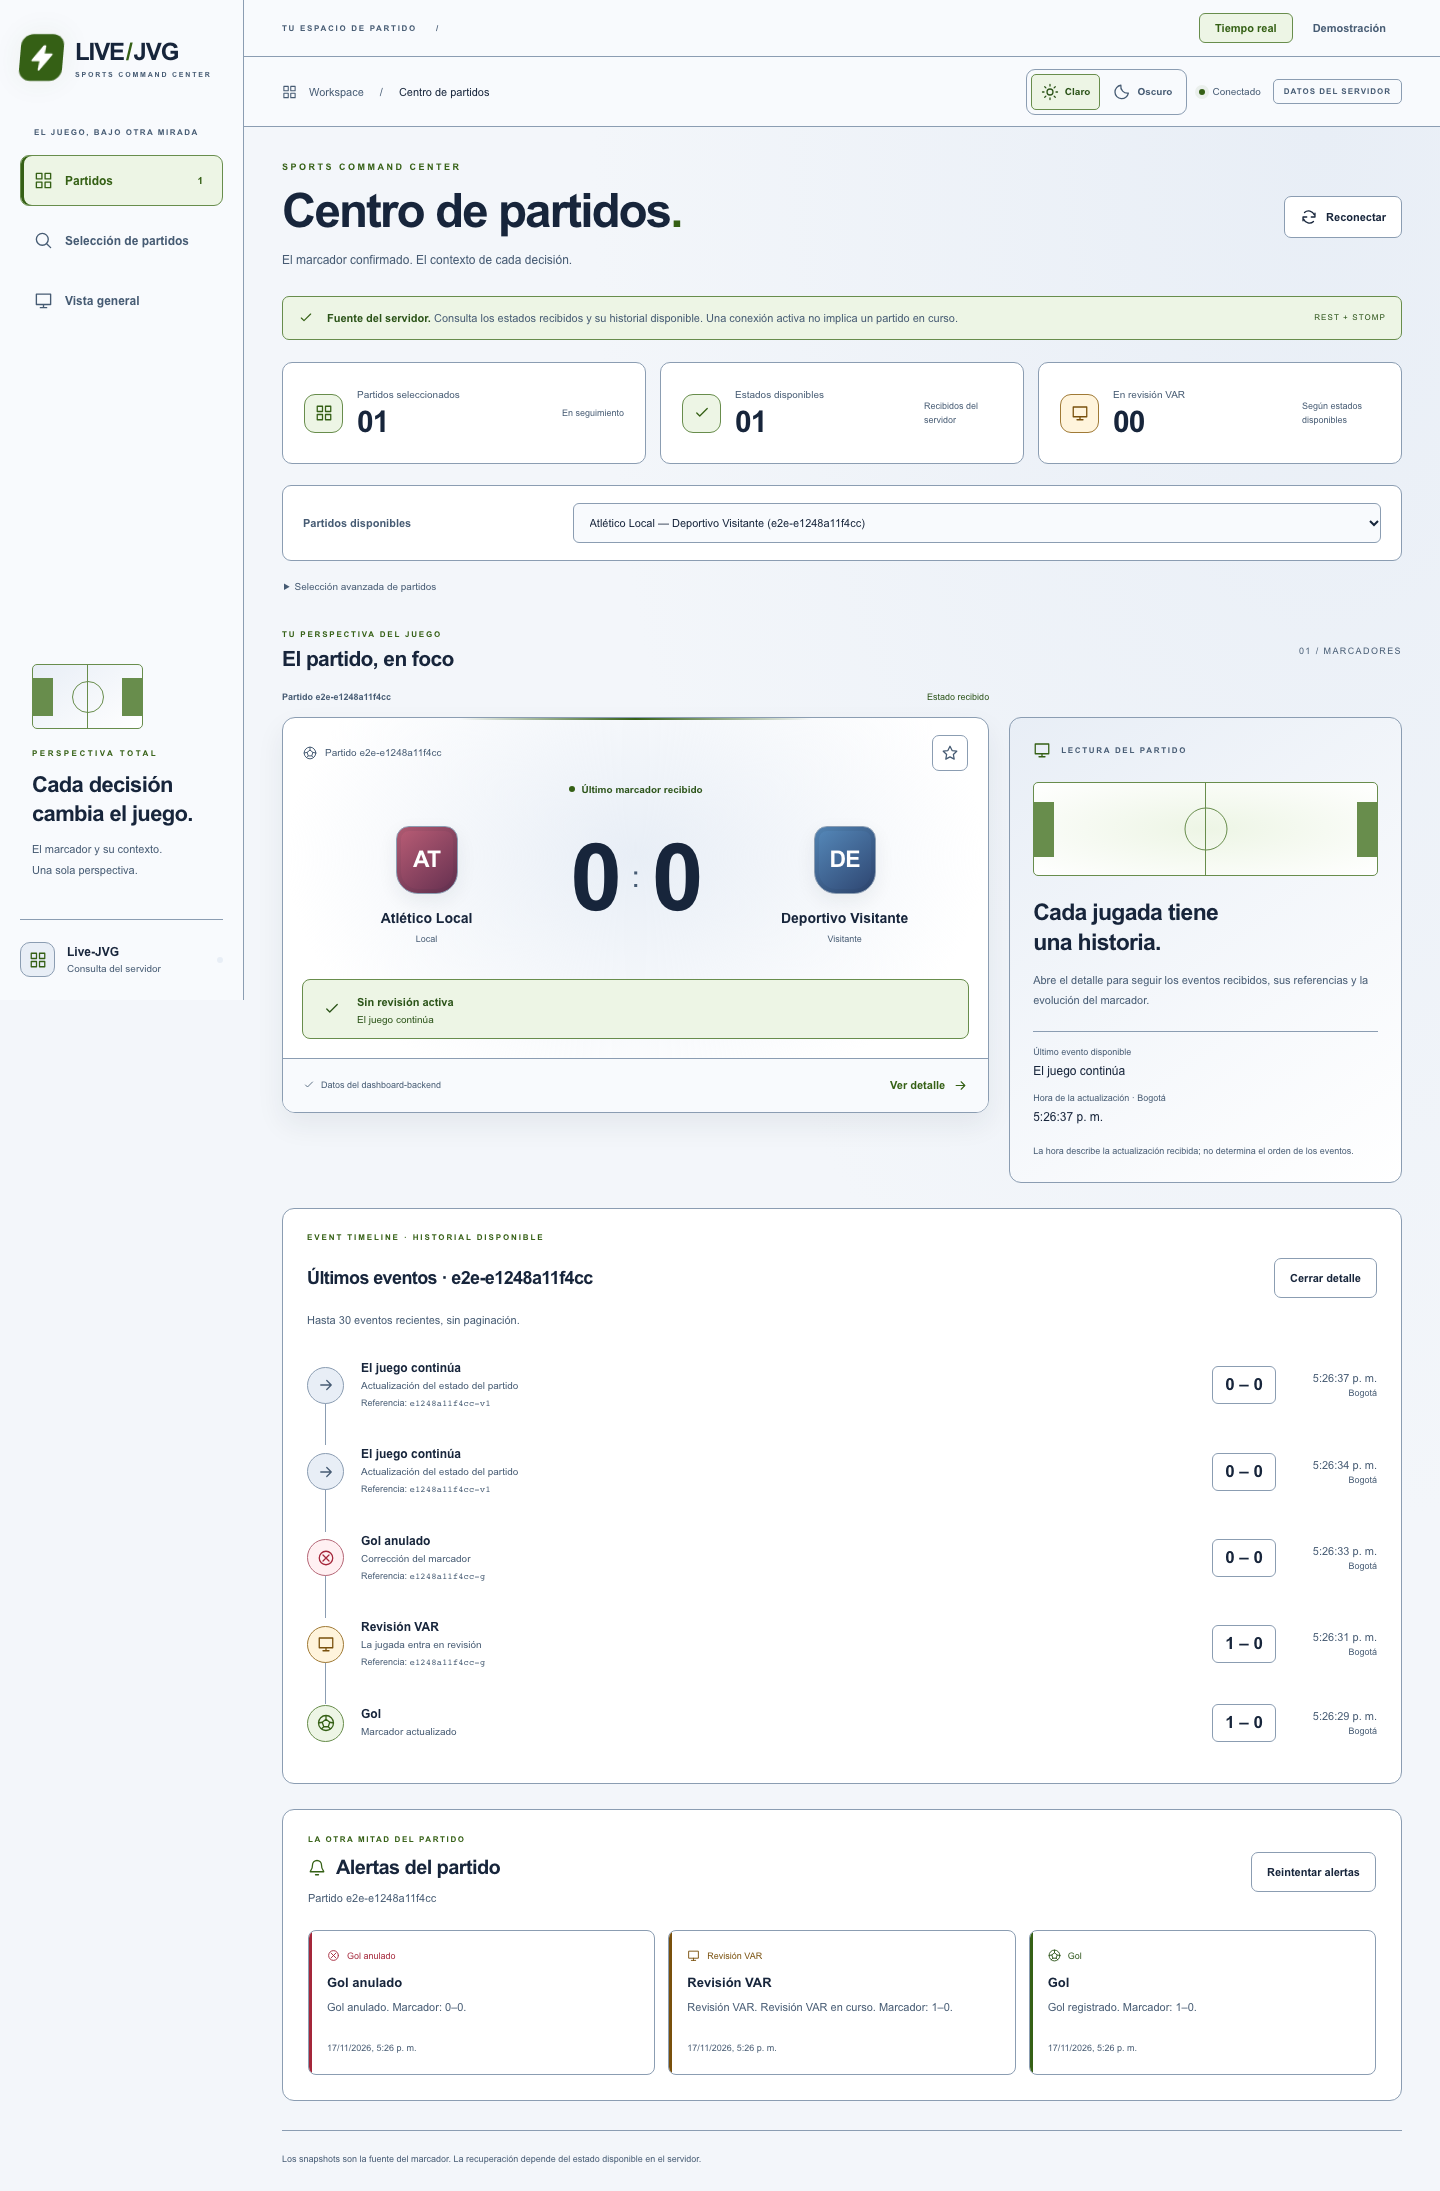 LIVE/JVG
SPORTS COMMAND CENTER
EL JUEGO, BAJO OTRA MIRADA
Partidos 1
Selección de partidos
Vista general
PERSPECTIVA TOTAL
Cada decisión
cambia el juego.
El marcador y su contexto.
Una sola perspectiva.
Live-JVG
Consulta del servidor
TU ESPACIO DE PARTIDO /
Tiempo real
Demostración
Workspace / Centro de partidos
Claro
Oscuro
Conectado
DATOS DEL SERVIDOR
SPORTS COMMAND CENTER
Centro de partidos.
El marcador confirmado. El contexto de cada decisión.
Reconectar
Fuente del servidor. Consulta los estados recibidos y su historial disponible. Una conexión activa no implica un partido en curso.
REST + STOMP
Partidos seleccionados
01
En seguimiento
Estados disponibles
01
Recibidos del
servidor
En revisión VAR
00
Según estados
disponibles
Partidos disponibles
Atlético Local — Deportivo Visitante (e2e-e1248a11f4cc)
Selección avanzada de partidos
TU PERSPECTIVA DEL JUEGO
El partido, en foco
01 / MARCADORES
Partido e2e-e1248a11f4cc
Estado recibido
Partido e2e-e1248a11f4cc
Último marcador recibido
AT
Atlético Local
Local
0 : 0
DE
Deportivo Visitante
Visitante
Sin revisión activa
El juego continúa
Datos del dashboard-backend
Ver detalle
LECTURA DEL PARTIDO
Cada jugada tiene
una historia.
Abre el detalle para seguir los eventos recibidos, sus referencias y la
evolución del marcador.
Último evento disponible
El juego continúa
Hora de la actualización · Bogotá
5:26:37 p. m.
La hora describe la actualización recibida; no determina el orden de los eventos.
EVENT TIMELINE · HISTORIAL DISPONIBLE
Últimos eventos · e2e-e1248a11f4cc
Cerrar detalle
Hasta 30 eventos recientes, sin paginación.
El juego continúa
Actualización del estado del partido
Referencia: e1248a11f4cc-v1
0 – 0
5:26:37 p. m.
Bogotá
El juego continúa
Actualización del estado del partido
Referencia: e1248a11f4cc-v1
0 – 0
5:26:34 p. m.
Bogotá
Gol anulado
Corrección del marcador
Referencia: e1248a11f4cc-g
0 – 0
5:26:33 p. m.
Bogotá
Revisión VAR
La jugada entra en revisión
Referencia: e1248a11f4cc-g
1 – 0
5:26:31 p. m.
Bogotá
Gol
Marcador actualizado
1 – 0
5:26:29 p. m.
Bogotá
LA OTRA MITAD DEL PARTIDO
Alertas del partido
Partido e2e-e1248a11f4cc
Reintentar alertas
Gol anulado
Gol anulado
Gol anulado. Marcador: 0–0.
17/11/2026, 5:26 p. m.
Revisión VAR
Revisión VAR
Revisión VAR. Revisión VAR en curso. Marcador: 1–0.
17/11/2026, 5:26 p. m.
Gol
Gol
Gol registrado. Marcador: 1–0.
17/11/2026, 5:26 p. m.
Los snapshots son la fuente del marcador. La recuperación depende del estado disponible en el servidor.